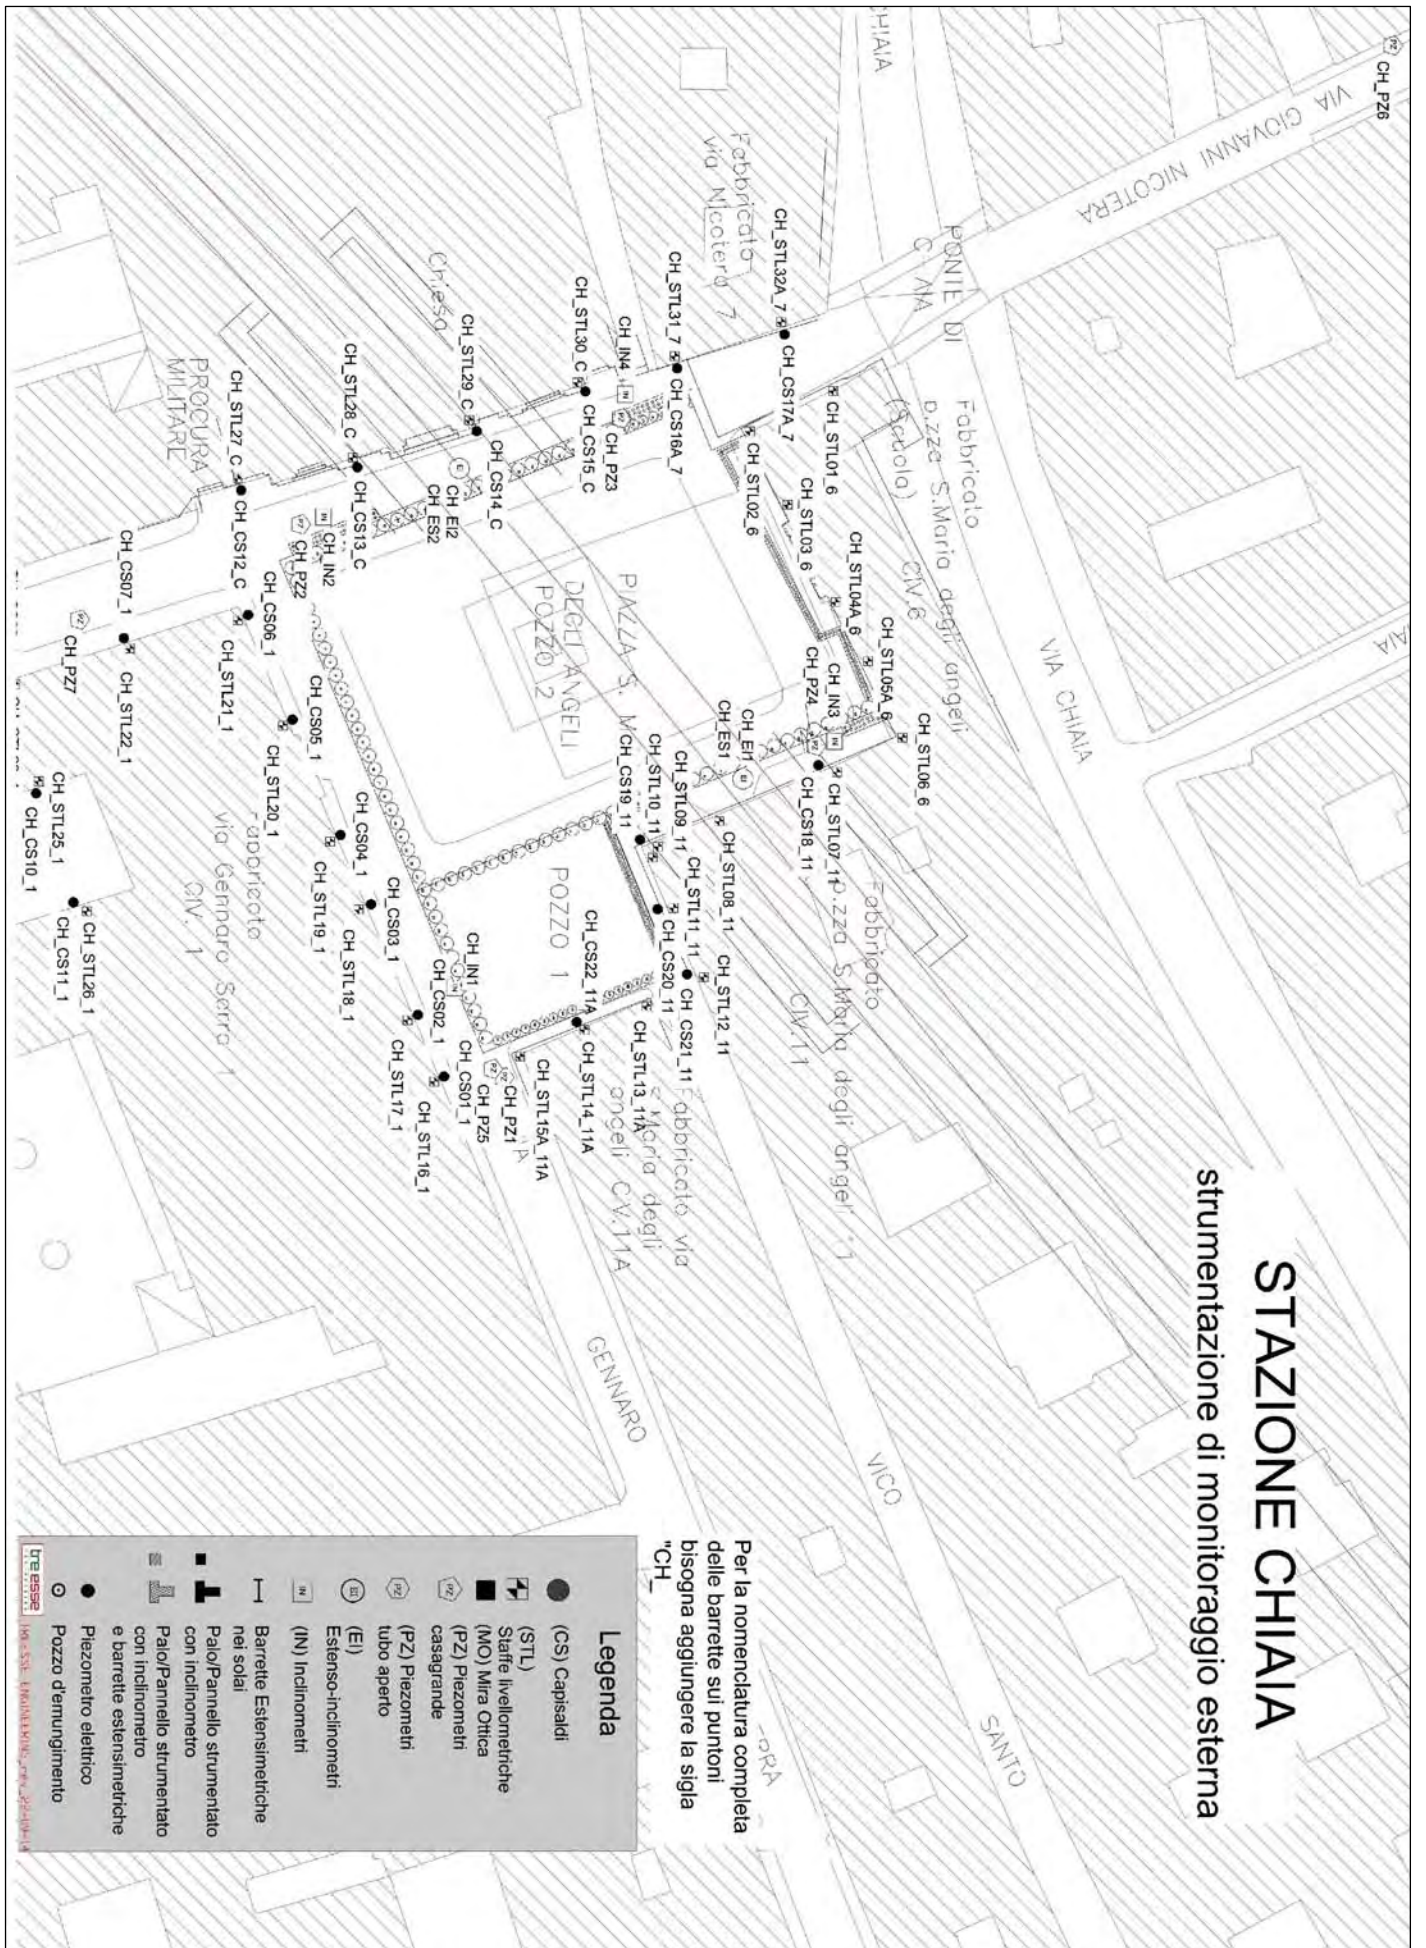 STAZIONE CHIAIA
strumentazione di monitoraggio esterna
CH_PZ6
VIA GIOVANNI NICOTERA
CHIAIA
PONTE DI
Fabbricato
via Nicotera 7
Fabbricato
p.zza S.Maria degli angeli
CIV.6
VIA CHIAIA
AIA
CH_STL32A_7
CH_CS17A_7
CH_STL31_7
CH_CS16A_7
CH_IN4
CH_PZ3
CH_STL30_C
CH_CS15_C
CH_STL29_C
CH_CS14_C
CH_EI2
CH_ES2
CH_STL28_C
CH_CS13_C
CH_IN2
CH_PZ2
CH_STL27_C
CH_CS12_C
Chiesa
PROCURA
MILITARE
CH_STL01_6
CH_STL02_6
CH_STL03_6
CH_STL04A_6
CH_STL05A_6
CH_STL06_6
CH_IN3
CH_PZ4
CH_STL07_11
CH_CS18_11
CH_EI1
CH_ES1
CH_STL08_11
CH_STL09_11
CH_STL10_11
CH_CS19_11
CH_STL11_11
CH_CS20_11
CH_STL12_11
CH_CS21_11
CH_STL13_11A
CH_CS22_11A
CH_STL14_11A
CH_STL15A_11A
CH_PZ1
CH_PZ5
CH_IN1
PIAZZA S. M
DEGLI ANGELI
POZZO 2
POZZO 1
Fabbricato
p.zza S.Maria degli
CIV.11
Fabbricato via
S.Maria degli
angeli CIV.11A
CH_CS01_1
CH_STL16_1
CH_CS02_1
CH_STL17_1
CH_CS03_1
CH_STL18_1
CH_CS04_1
CH_STL19_1
CH_CS05_1
CH_STL20_1
CH_CS06_1
CH_STL21_1
CH_CS07_1
CH_STL22_1
CH_PZ7
CH_STL25_1
CH_CS10_1
CH_STL26_1
CH_CS11_1
via Gennaro Serra 1
CIV. 1
GENNARO
VICO
SANTO
Per la nomenclatura completa
delle barrette sui puntoni
bisogna aggiungere la sigla
"CH_
Legenda
(CS) Capisaldi
(STL)
Staffe livellometriche
(MO) Mira Ottica
PZ (PZ) Piezometri
casagrande
PZ (PZ) Piezometri
tubo aperto
EI (EI)
Estenso-inclinometri
IN (IN) Inclinometri
Barrette Estensimetriche
nei solai
Palo/Pannello strumentato
con inclinometro
Palo/Pannello strumentato
con inclinometro
e barrette estensimetriche
Piezometro elettrico
Pozzo d'emungimento
tre esse